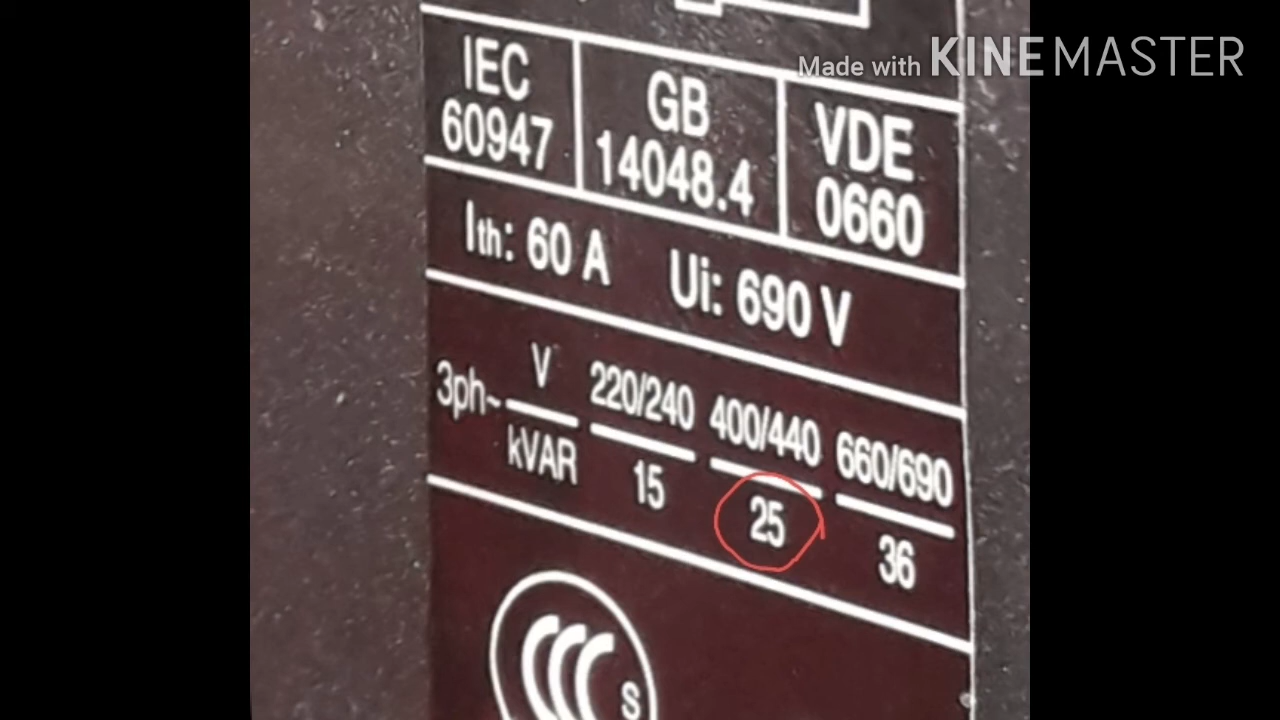 Made with KINEMASTER
IEC
60947
GB
14048.4
VDE
0660
Ith: 60 A Ui: 690 V
3ph~ V 220/240 400/440 660/690
kVAR 15 25 36
CCC S